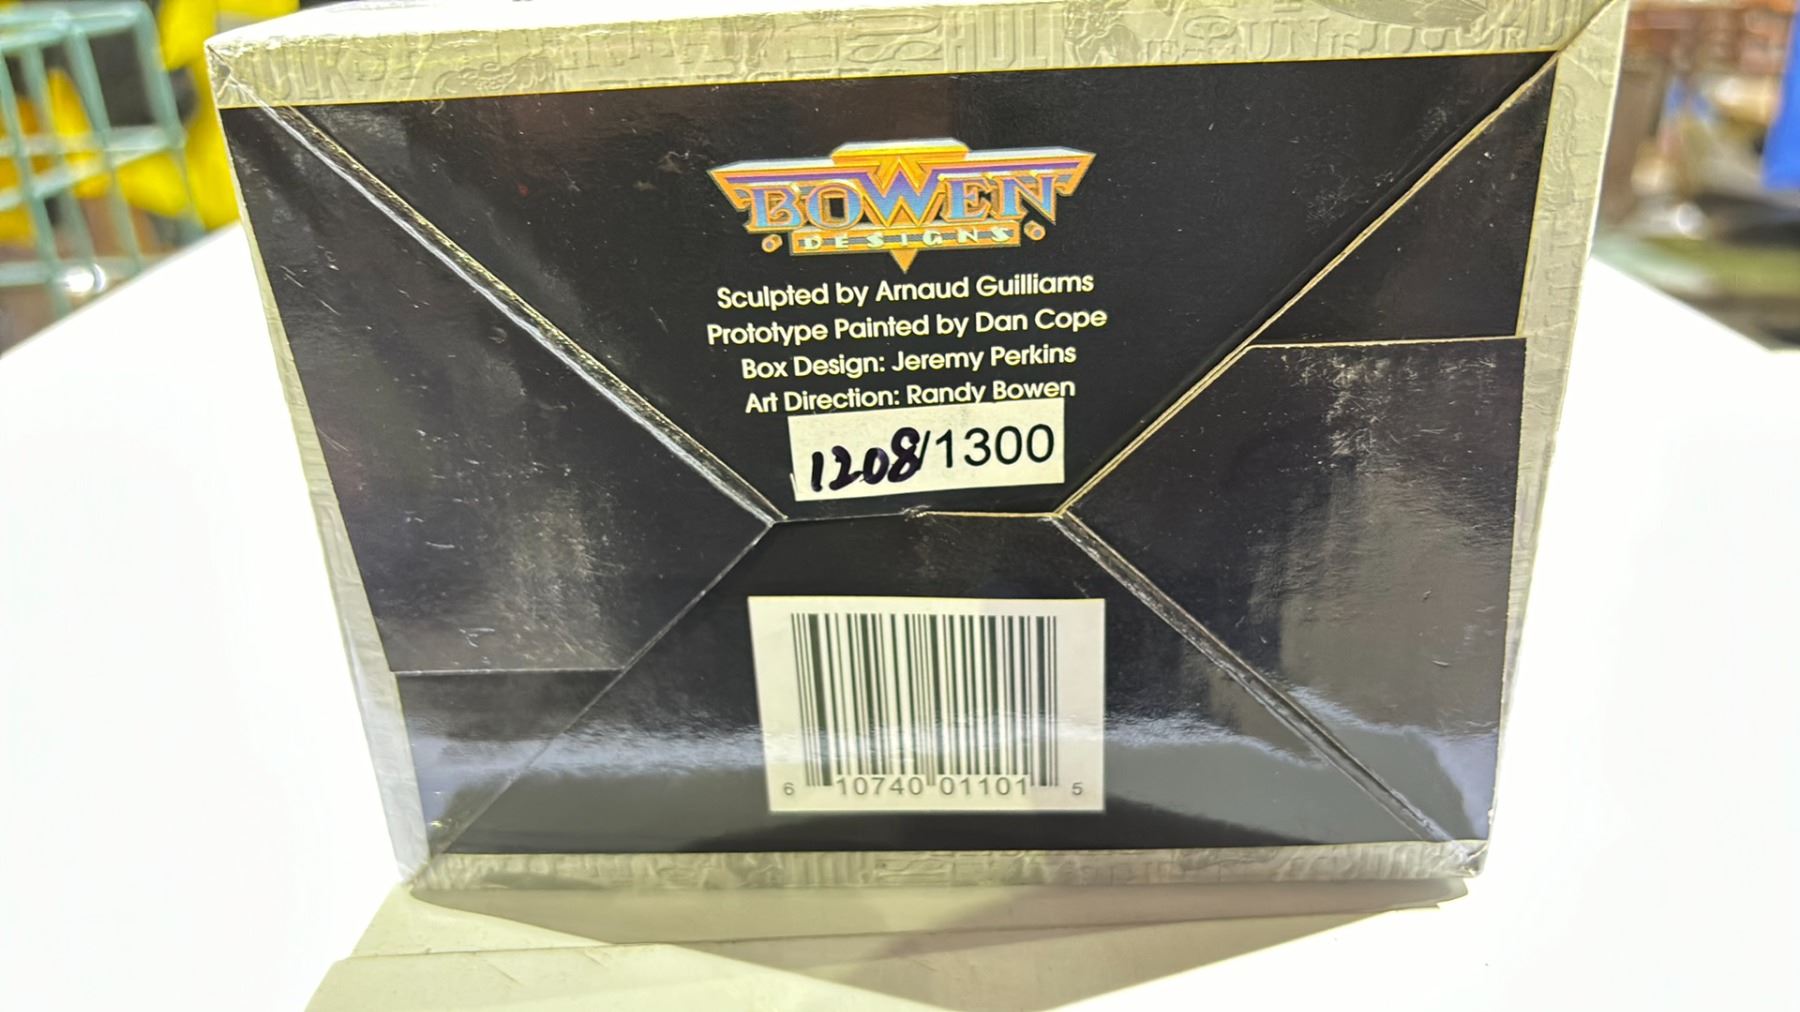 HULK
BOWEN
DESIGNS
Sculpted by Arnaud Guilliams
Prototype Painted by Dan Cope
Box Design: Jeremy Perkins
Art Direction: Randy Bowen
1208/1300
6 10740 01101 5